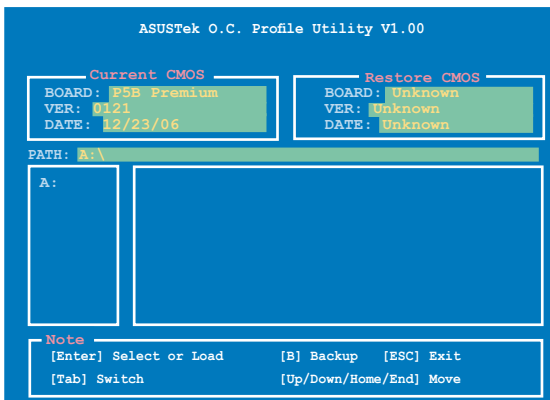 ASUSTek O.C. Profile Utility V1.00
Current CMOS
BOARD: P5B Premium
VER: 0121
DATE: 12/23/06
Restore CMOS
BOARD: Unknown
VER: Unknown
DATE: Unknown
PATH: A:\
A:
Note
[Enter] Select or Load [B] Backup [ESC] Exit
[Tab] Switch [Up/Down/Home/End] Move